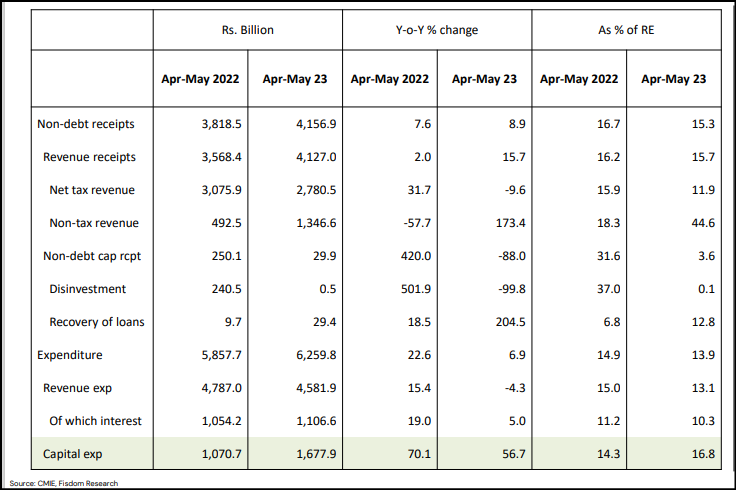 Rs. Billion Y-o-Y % change As % of RE
Apr-May 2022 Apr-May 23 Apr-May 2022 Apr-May 23 Apr-May 2022 Apr-May 23
Non-debt receipts 3,818.5 4,156.9 7.6 8.9 16.7 15.3
Revenue receipts 3,568.4 4,127.0 2.0 15.7 16.2 15.7
Net tax revenue 3,075.9 2,780.5 31.7 -9.6 15.9 11.9
Non-tax revenue 492.5 1,346.6 -57.7 173.4 18.3 44.6
Non-debt cap rcpt 250.1 29.9 420.0 -88.0 31.6 3.6
Disinvestment 240.5 0.5 501.9 -99.8 37.0 0.1
Recovery of loans 9.7 29.4 18.5 204.5 6.8 12.8
Expenditure 5,857.7 6,259.8 22.6 6.9 14.9 13.9
Revenue exp 4,787.0 4,581.9 15.4 -4.3 15.0 13.1
Of which interest 1,054.2 1,106.6 19.0 5.0 11.2 10.3
Capital exp 1,070.7 1,677.9 70.1 56.7 14.3 16.8
Source: CMIE, Fisdom Research